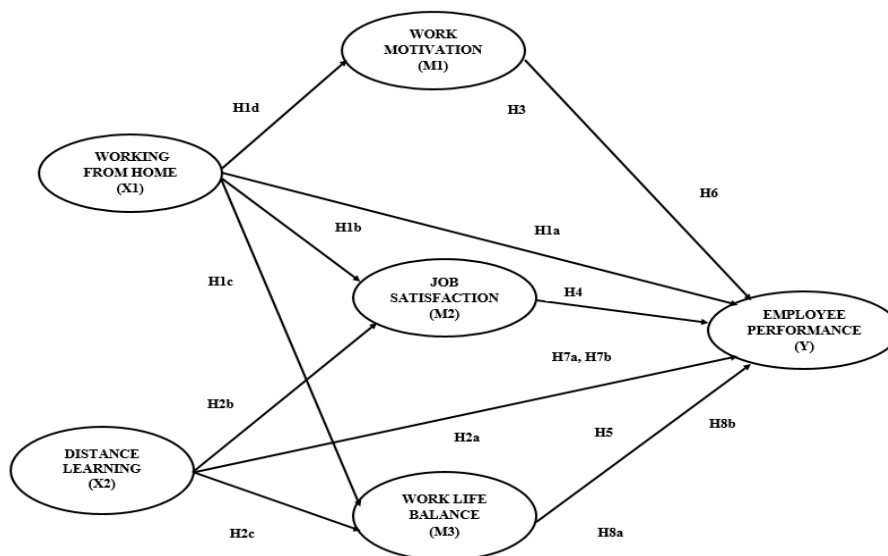 WORK
MOTIVATION
(M1)
H1d
H3
WORKING
FROM HOME
(X1)
H6
H1b
H1a
H1c
JOB
SATISFACTION
(M2)
H4
EMPLOYEE
PERFORMANCE
(Y)
H7a, H7b
H2b
H2a
H5
H8b
DISTANCE
LEARNING
(X2)
WORK LIFE
BALANCE
(M3)
H2c
H8a